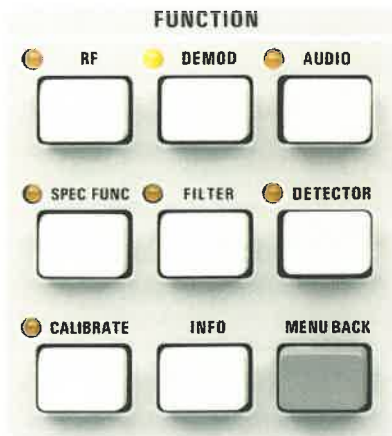 FUNCTION
RF DEMOD AUDIO
SPEC FUNC FILTER DETECTOR
CALIBRATE INFO MENU BACK